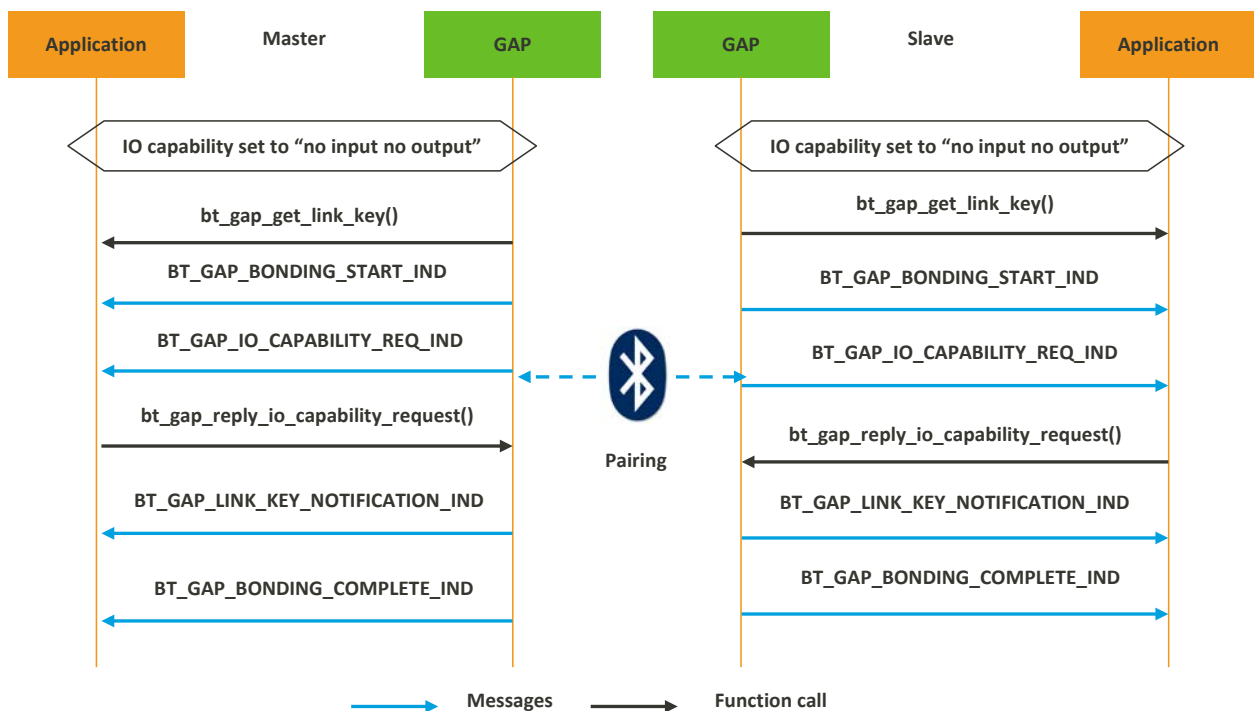 Application
Master
GAP
GAP
Slave
Application
IO capability set to “no input no output”
IO capability set to “no input no output”
bt_gap_get_link_key()
bt_gap_get_link_key()
BT_GAP_BONDING_START_IND
BT_GAP_BONDING_START_IND
BT_GAP_IO_CAPABILITY_REQ_IND
BT_GAP_IO_CAPABILITY_REQ_IND
bt_gap_reply_io_capability_request()
bt_gap_reply_io_capability_request()
Pairing
BT_GAP_LINK_KEY_NOTIFICATION_IND
BT_GAP_LINK_KEY_NOTIFICATION_IND
BT_GAP_BONDING_COMPLETE_IND
BT_GAP_BONDING_COMPLETE_IND
Messages
Function call